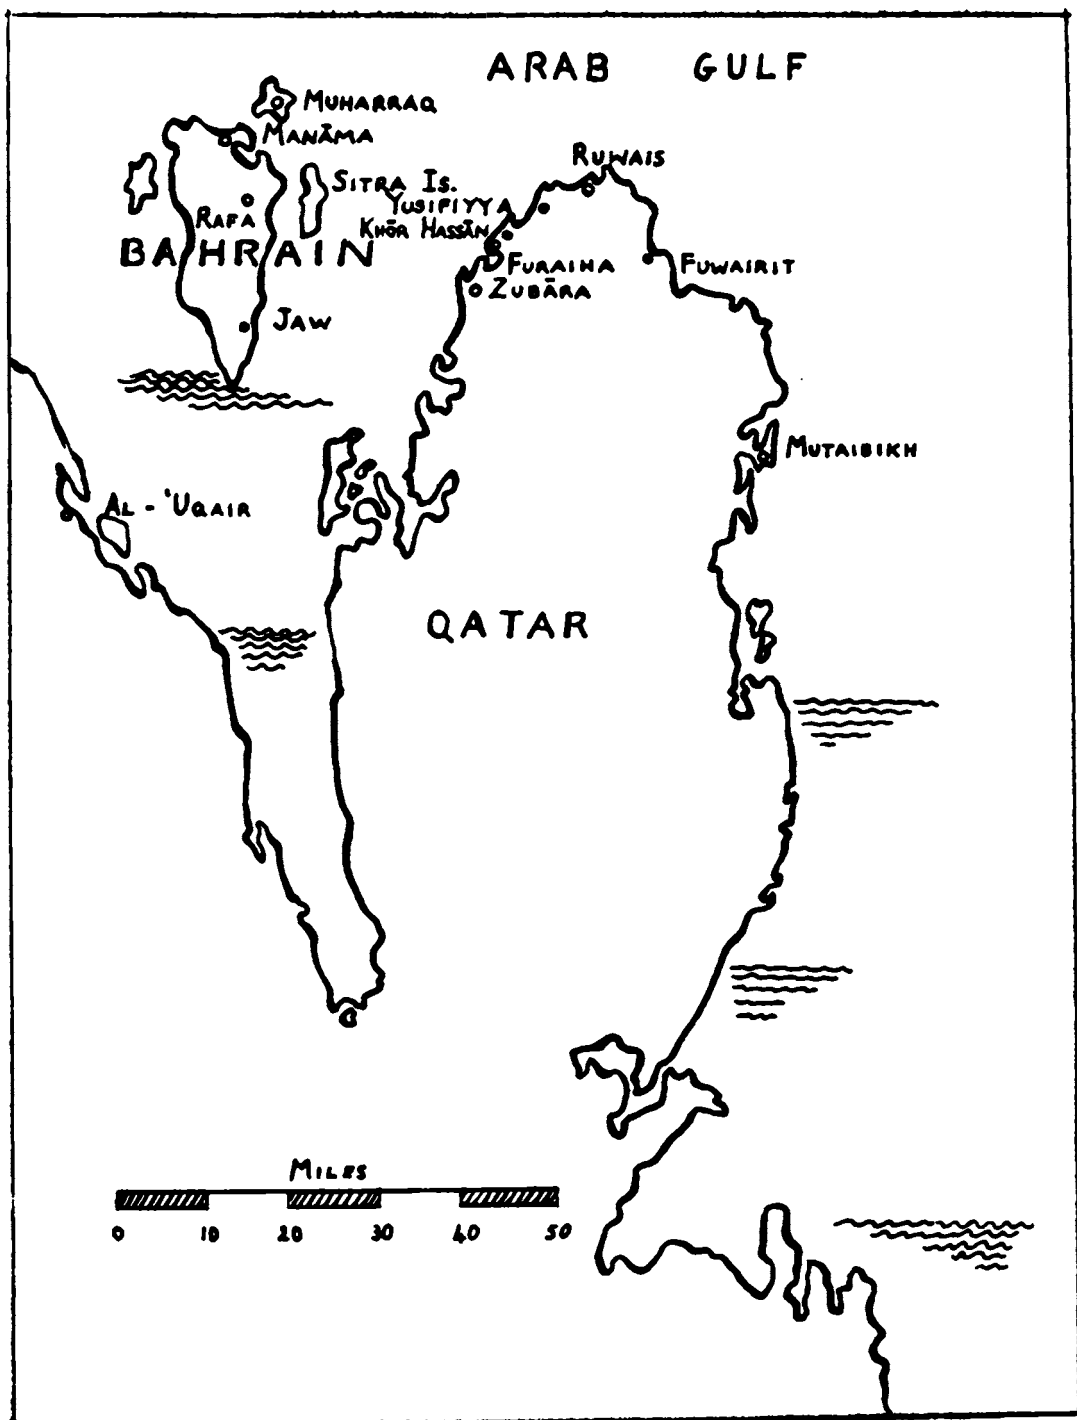 ARAB GULF
MUHARRAQ
MANĀMA
RUWAIS
SITRA IS.
YUSIFIYYA
RAFA
KHŌR HASSĀN
BAHRAIN
FURAIHA
FUWAIRIT
ZUBĀRA
JAW
MUTAIBIKH
AL-'UQAIR
QATAR
MILES
0 10 20 30 40 50